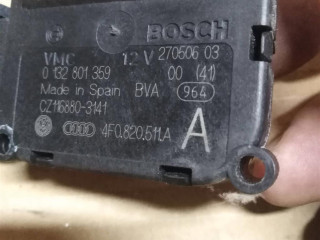 BOSCH
VMC 12 V 270506 03
0 132 801 359 00 (41)
Made in Spain BVA 964
CZ116880-3141
4F0.820.511.A A